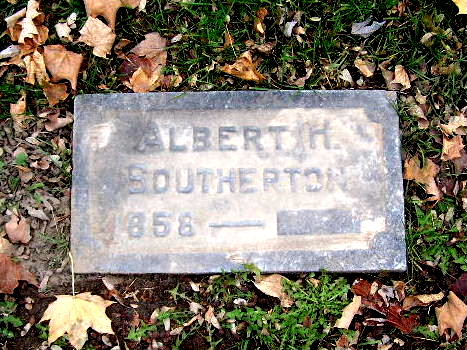 ALBERT H.
SOUTHERTON
1858 —